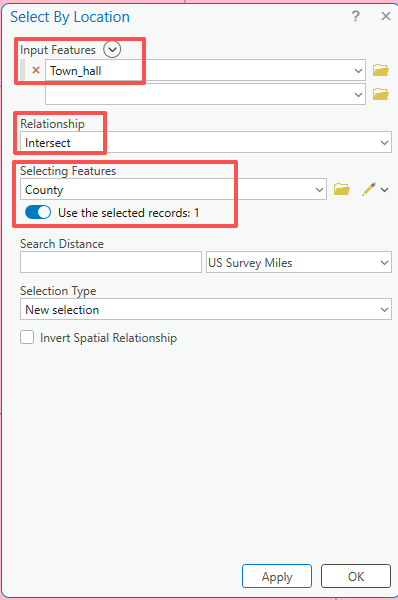 Select By Location
Input Features
Town_hall
Relationship
Intersect
Selecting Features
County
Use the selected records: 1
Search Distance
US Survey Miles
Selection Type
New selection
Invert Spatial Relationship
Apply OK